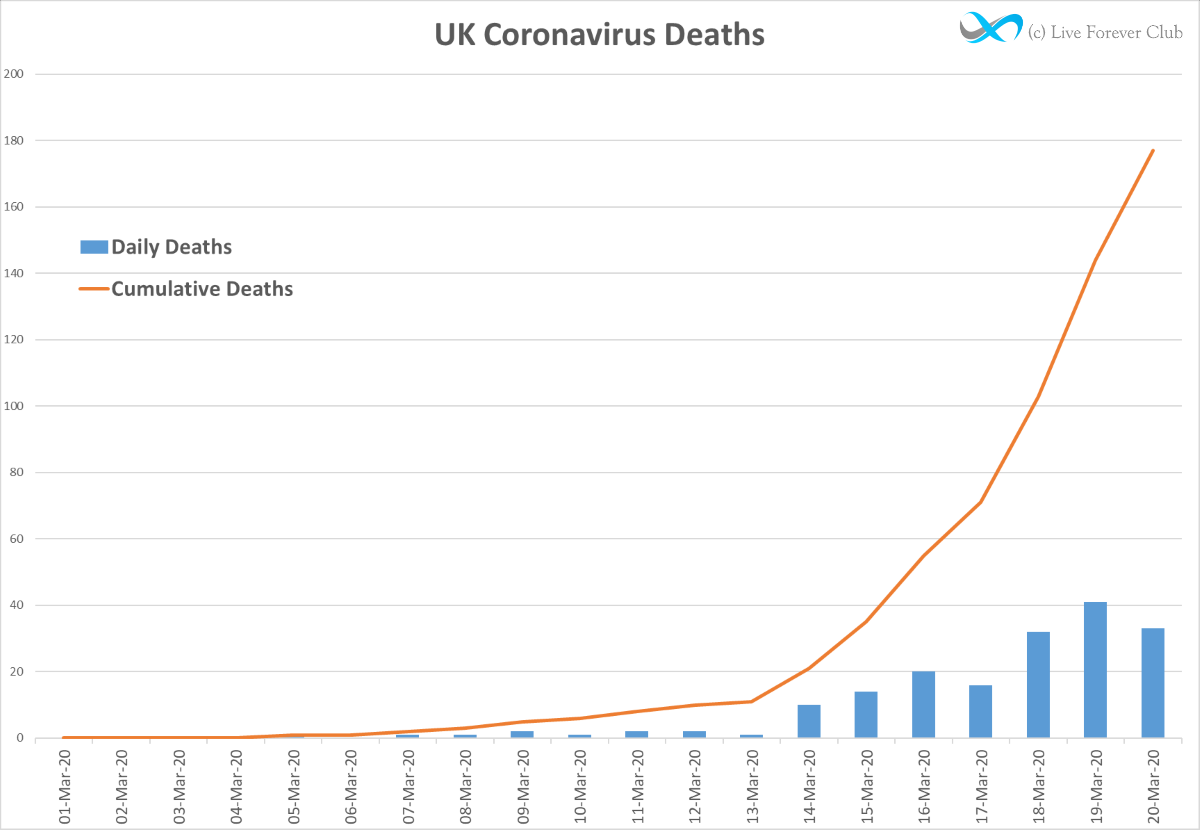 UK Coronavirus Deaths
(c) Live Forever Club
200
180
160
140
120
100
80
60
40
20
0
Daily Deaths
Cumulative Deaths
01-Mar-20
02-Mar-20
03-Mar-20
04-Mar-20
05-Mar-20
06-Mar-20
07-Mar-20
08-Mar-20
09-Mar-20
10-Mar-20
11-Mar-20
12-Mar-20
13-Mar-20
14-Mar-20
15-Mar-20
16-Mar-20
17-Mar-20
18-Mar-20
19-Mar-20
20-Mar-20